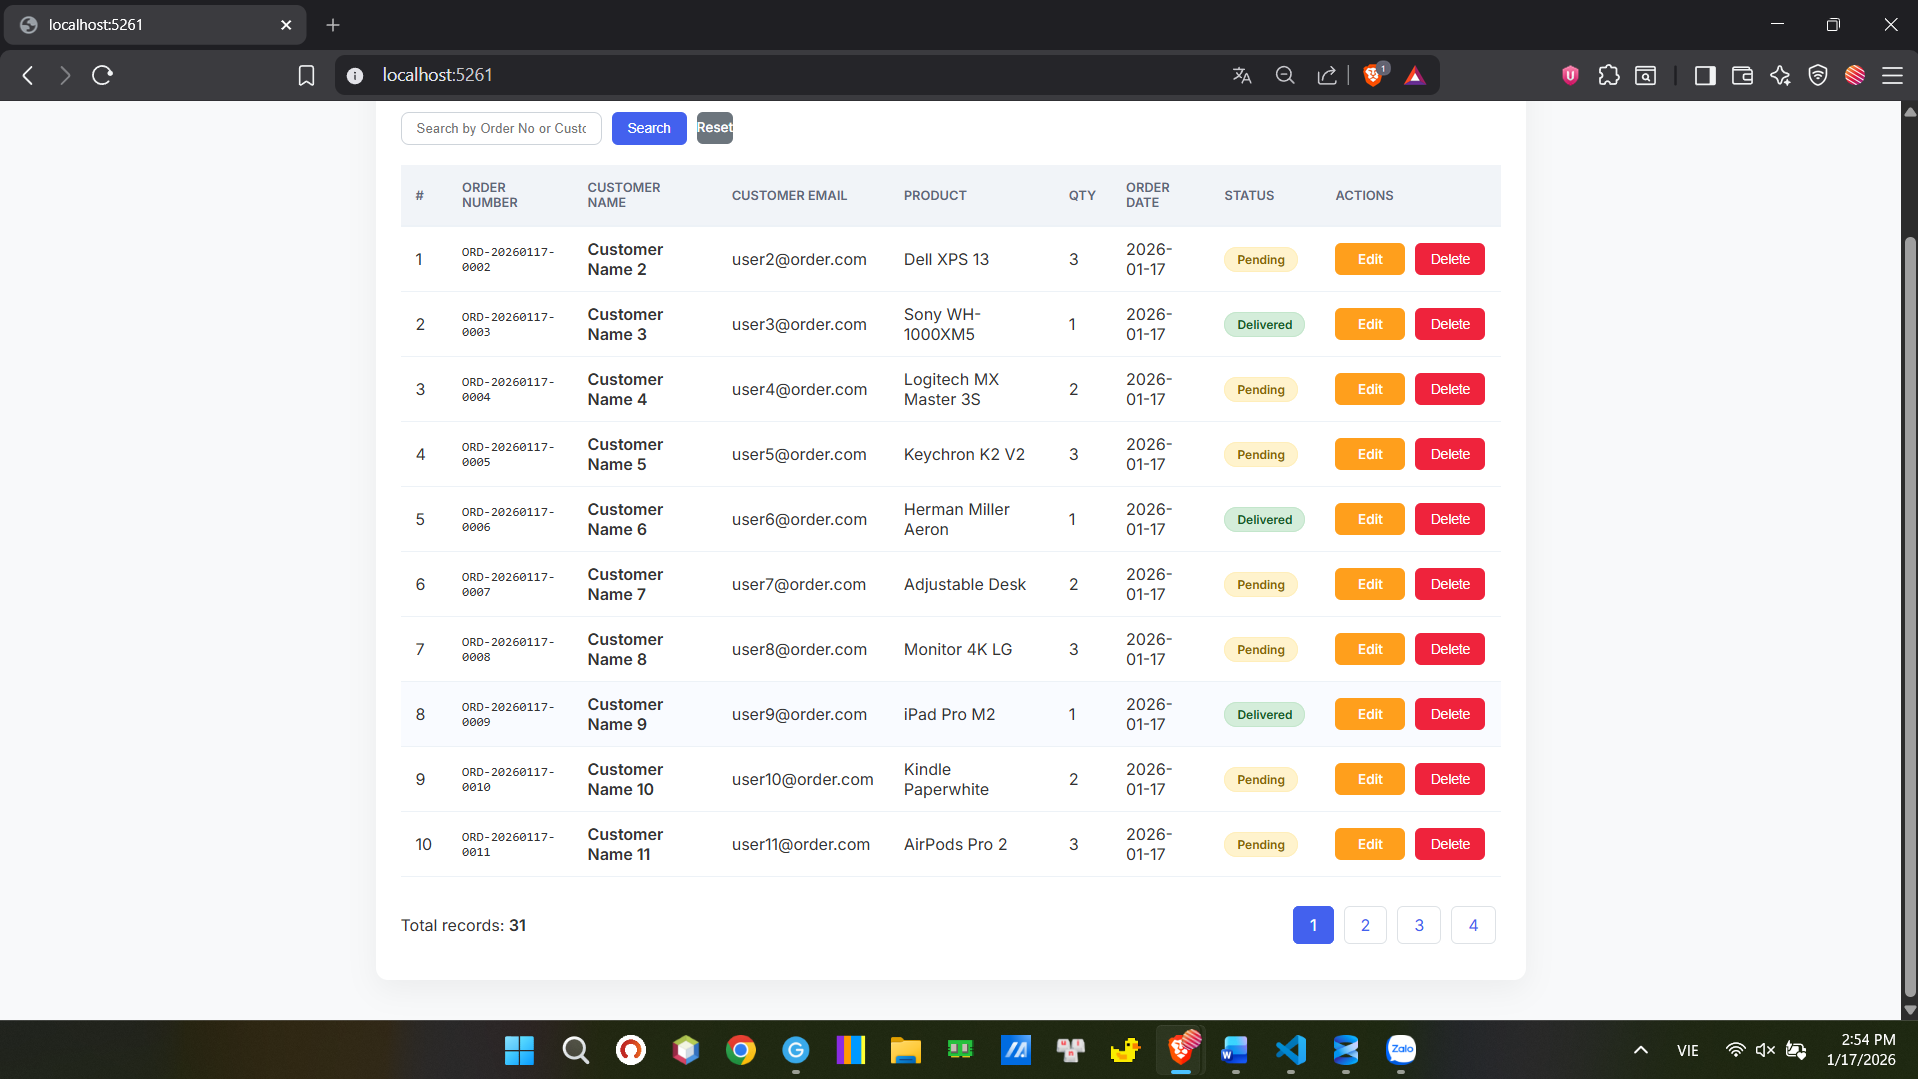 localhost:5261
localhost:5261
1
Search by Order No or Custo
Search
Reset
# ORDER NUMBER CUSTOMER NAME CUSTOMER EMAIL PRODUCT QTY ORDER DATE STATUS ACTIONS
1 ORD-20260117-0002 Customer Name 2 user2@order.com Dell XPS 13 3 2026-01-17 Pending Edit Delete
2 ORD-20260117-0003 Customer Name 3 user3@order.com Sony WH-1000XM5 1 2026-01-17 Delivered Edit Delete
3 ORD-20260117-0004 Customer Name 4 user4@order.com Logitech MX Master 3S 2 2026-01-17 Pending Edit Delete
4 ORD-20260117-0005 Customer Name 5 user5@order.com Keychron K2 V2 3 2026-01-17 Pending Edit Delete
5 ORD-20260117-0006 Customer Name 6 user6@order.com Herman Miller Aeron 1 2026-01-17 Delivered Edit Delete
6 ORD-20260117-0007 Customer Name 7 user7@order.com Adjustable Desk 2 2026-01-17 Pending Edit Delete
7 ORD-20260117-0008 Customer Name 8 user8@order.com Monitor 4K LG 3 2026-01-17 Pending Edit Delete
8 ORD-20260117-0009 Customer Name 9 user9@order.com iPad Pro M2 1 2026-01-17 Delivered Edit Delete
9 ORD-20260117-0010 Customer Name 10 user10@order.com Kindle Paperwhite 2 2026-01-17 Pending Edit Delete
10 ORD-20260117-0011 Customer Name 11 user11@order.com AirPods Pro 2 3 2026-01-17 Pending Edit Delete
Total records: 31
1 2 3 4
Zalo
VIE
2:54 PM
1/17/2026